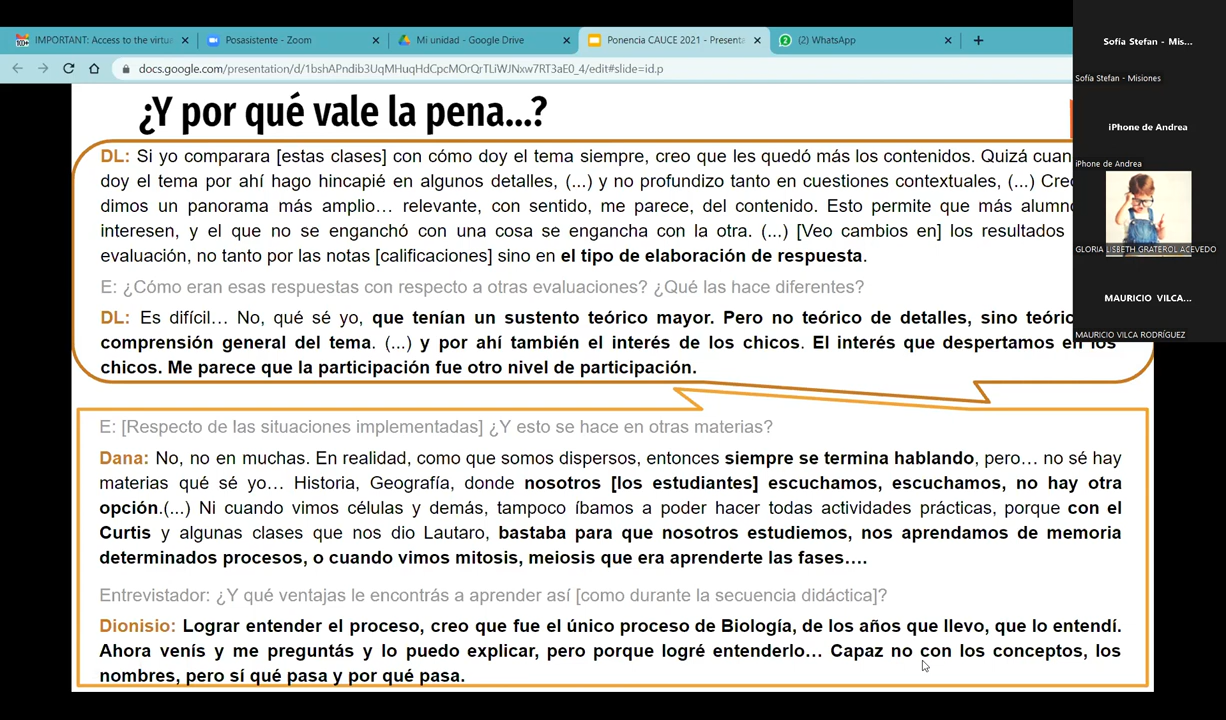 IMPORTANT: Access to the virtu
Posasistente - Zoom
Mi unidad - Google Drive
Ponencia CAUCE 2021 - Presenta
(2) WhatsApp
docs.google.com/presentation/d/1bshAPndib3UqMHuqHdCpcMOrQrTLiWJNxw7RT3aE0_4/edit#slide=id.p
¿Y por qué vale la pena...?
DL: Si yo comparara [estas clases] con cómo doy el tema siempre, creo que les quedó más los contenidos. Quizá cuan
doy el tema por ahí hago hincapié en algunos detalles, (...) y no profundizo tanto en cuestiones contextuales, (...) Cre
dimos un panorama más amplio… relevante, con sentido, me parece, del contenido. Esto permite que más alumn
interesen, y el que no se enganchó con una cosa se engancha con la otra. (...) [Veo cambios en] los resultados
evaluación, no tanto por las notas [calificaciones] sino en el tipo de elaboración de respuesta.
E: ¿Cómo eran esas respuestas con respecto a otras evaluaciones? ¿Qué las hace diferentes?
DL: Es difícil… No, qué sé yo, que tenían un sustento teórico mayor. Pero no teórico de detalles, sino teóric
comprensión general del tema. (...) y por ahí también el interés de los chicos. El interés que despertamos en los
chicos. Me parece que la participación fue otro nivel de participación.
E: [Respecto de las situaciones implementadas] ¿Y esto se hace en otras materias?
Dana: No, no en muchas. En realidad, como que somos dispersos, entonces siempre se termina hablando, pero… no sé hay
materias qué sé yo… Historia, Geografía, donde nosotros [los estudiantes] escuchamos, escuchamos, no hay otra
opción.(...) Ni cuando vimos células y demás, tampoco íbamos a poder hacer todas actividades prácticas, porque con el
Curtis y algunas clases que nos dio Lautaro, bastaba para que nosotros estudiemos, nos aprendamos de memoria
determinados procesos, o cuando vimos mitosis, meiosis que era aprenderte las fases….
Entrevistador: ¿Y qué ventajas le encontrás a aprender así [como durante la secuencia didáctica]?
Dionisio: Lograr entender el proceso, creo que fue el único proceso de Biología, de los años que llevo, que lo entendí.
Ahora venís y me preguntás y lo puedo explicar, pero porque logré entenderlo… Capaz no con los conceptos, los
nombres, pero sí qué pasa y por qué pasa.
Sofía Stefan - Mis...
Sofía Stefan - Misiones
iPhone de Andrea
iPhone de Andrea
GLORIA LISBETH GRATEROL ACEVEDO
MAURICIO VILCA...
MAURICIO VILCA RODRÍGUEZ